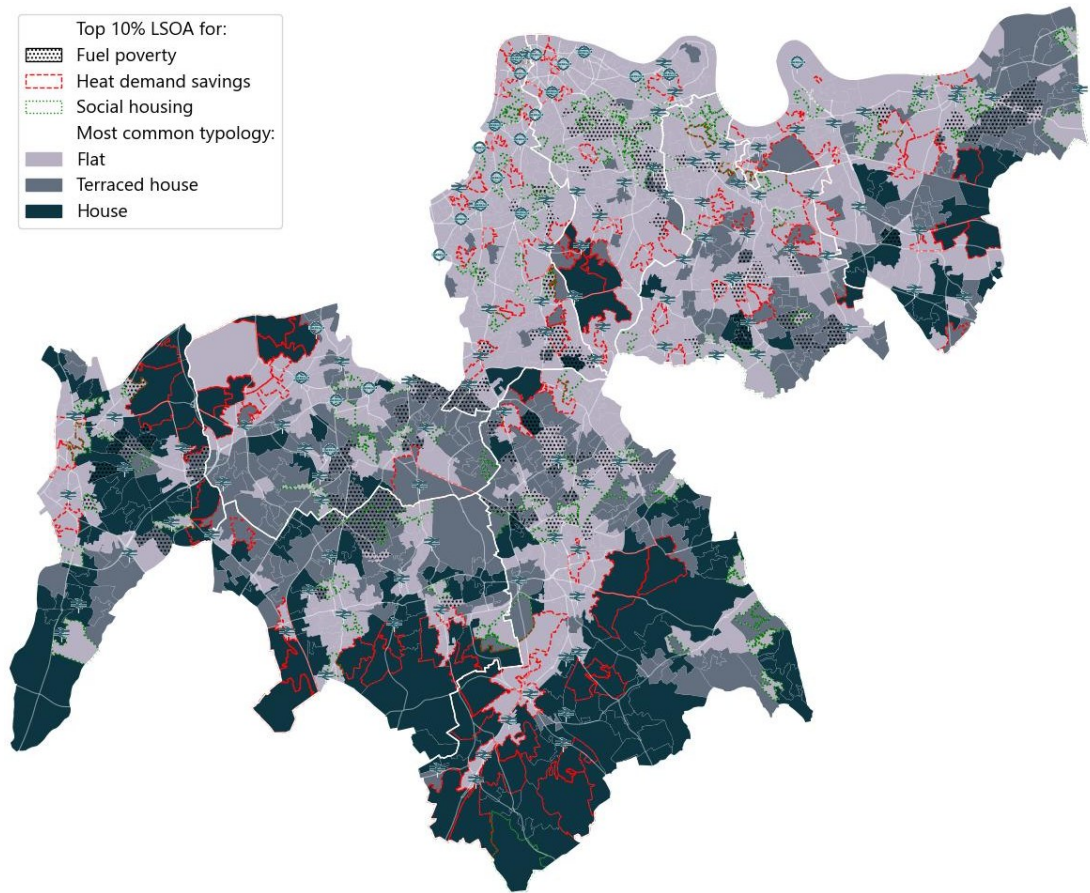 Top 10% LSOA for:
Fuel poverty
Heat demand savings
Social housing
Most common typology:
Flat
Terraced house
House